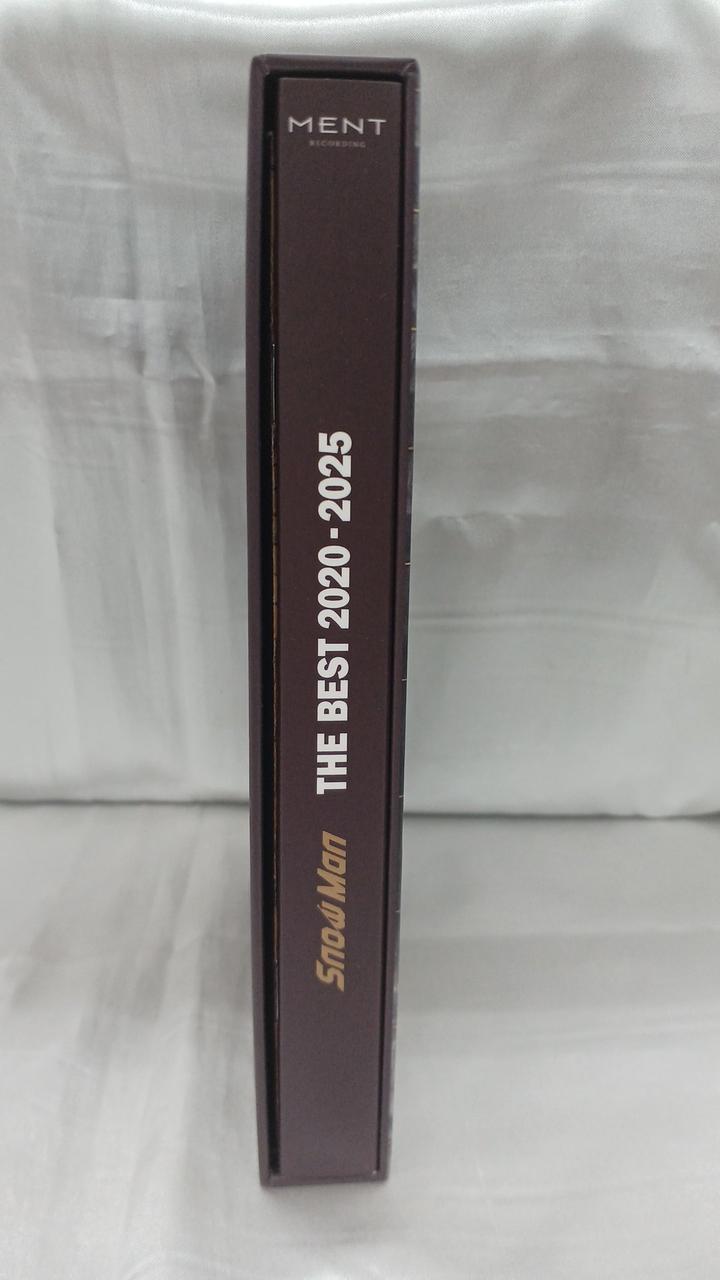 MENT
RECORDING
Snow Man THE BEST 2020-2025